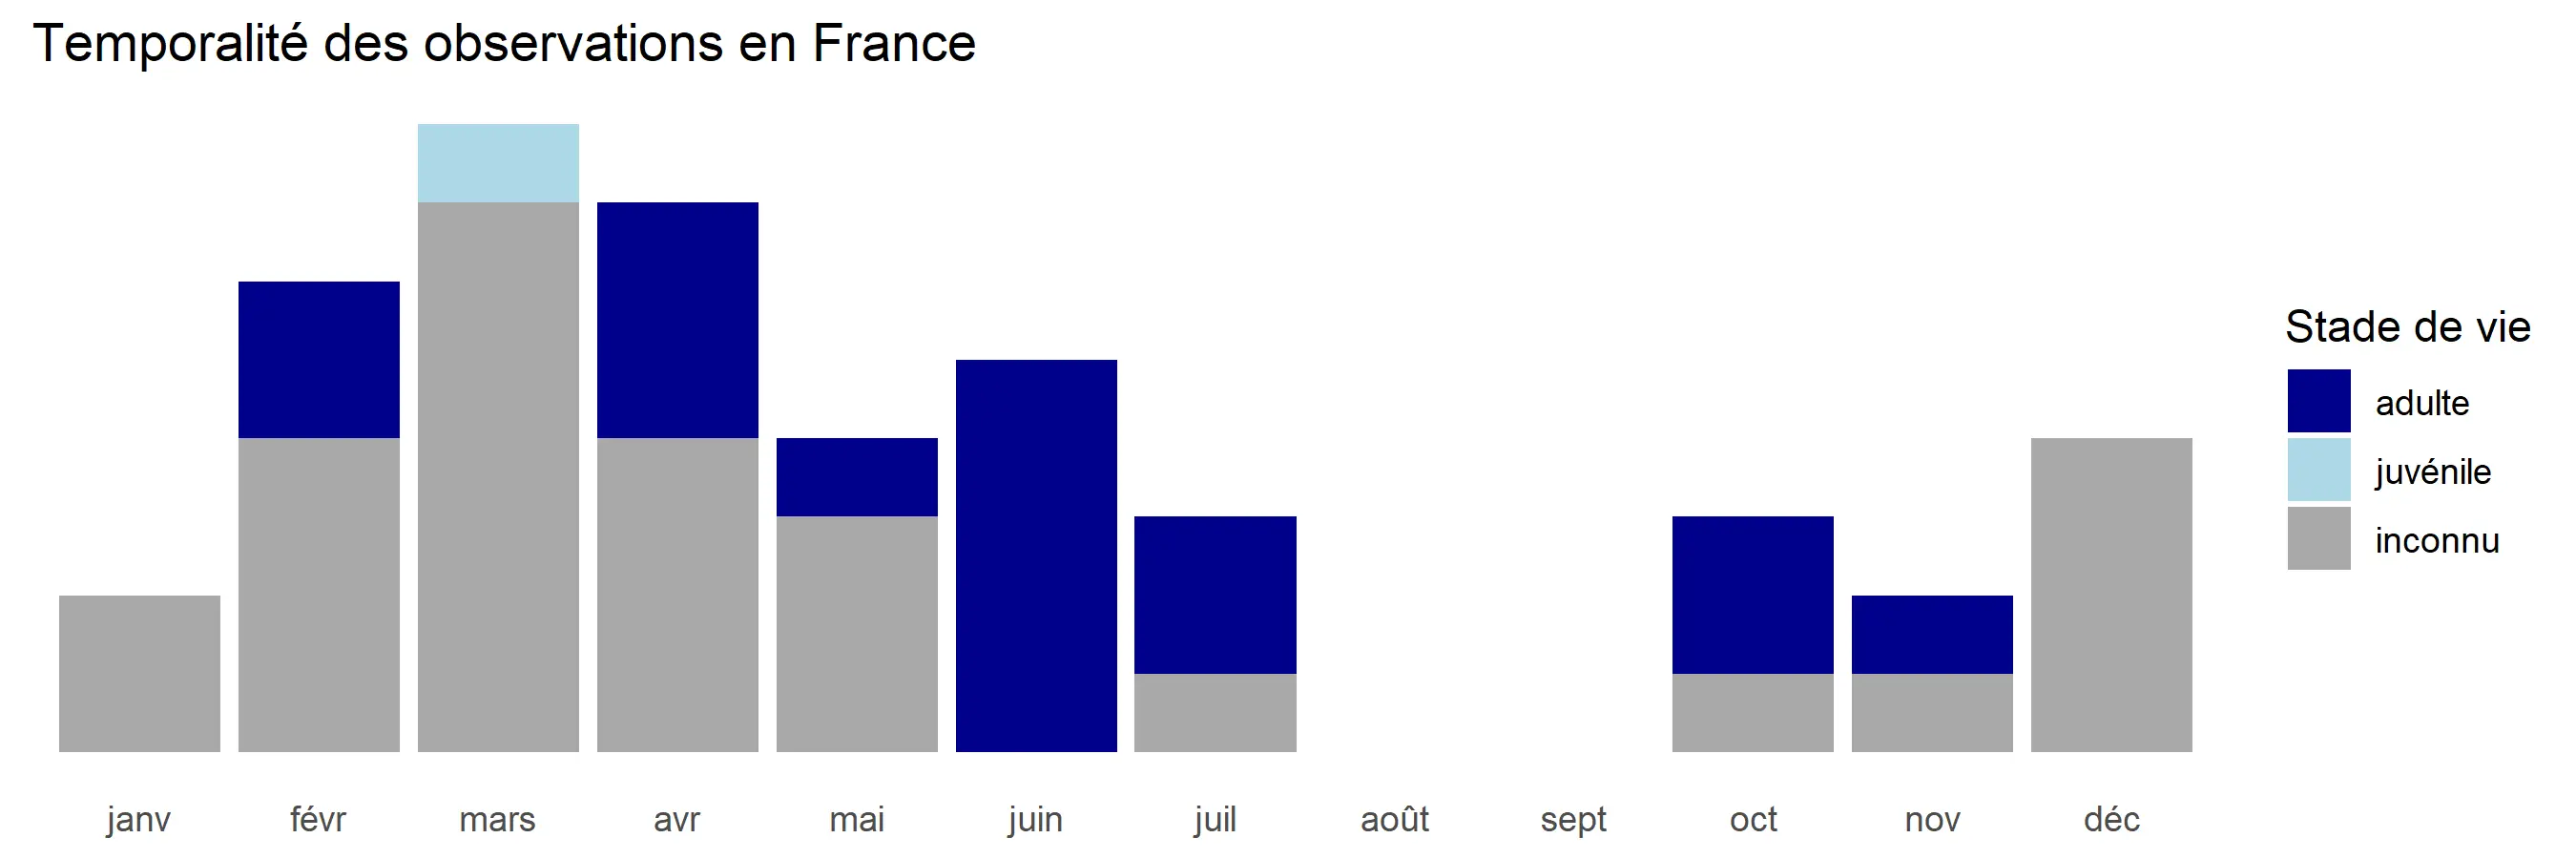 Temporalité des observations en France
Stade de vie
adulte
juvénile
inconnu
janv févr mars avr mai juin juil août sept oct nov déc